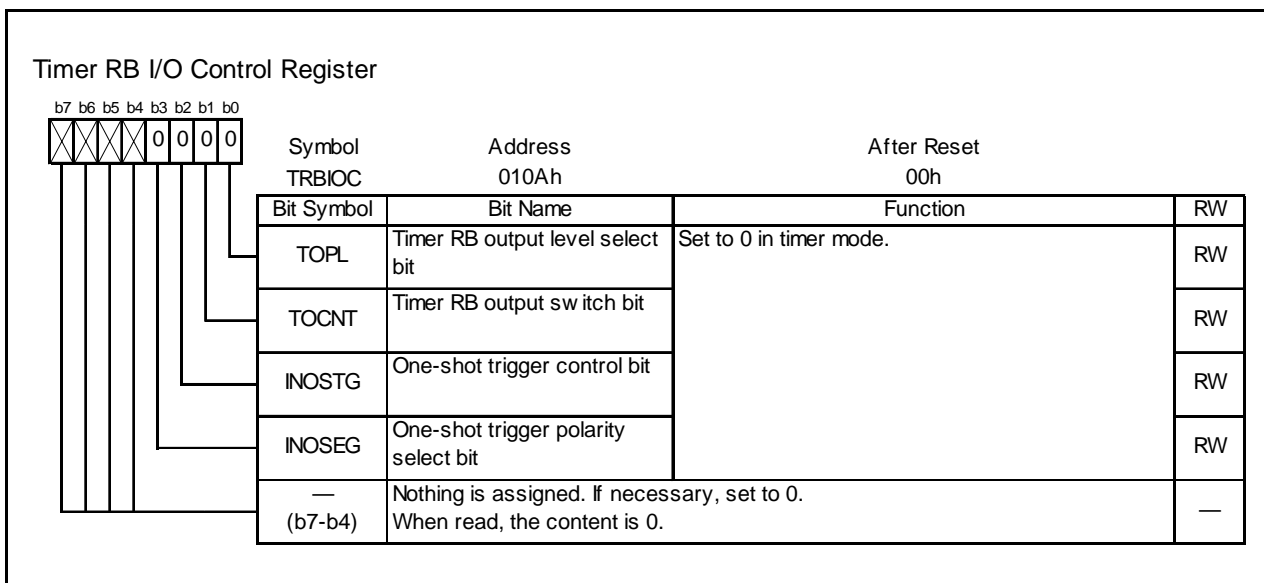 Timer RB I/O Control Register
b7 b6 b5 b4 b3 b2 b1 b0
0 0 0 0
Symbol Address After Reset
TRBIOC 010Ah 00h
Bit Symbol Bit Name Function RW
TOPL Timer RB output level select bit Set to 0 in timer mode. RW
TOCNT Timer RB output switch bit RW
INOSTG One-shot trigger control bit RW
INOSEG One-shot trigger polarity select bit RW
— (b7-b4) Nothing is assigned. If necessary, set to 0.
When read, the content is 0. —